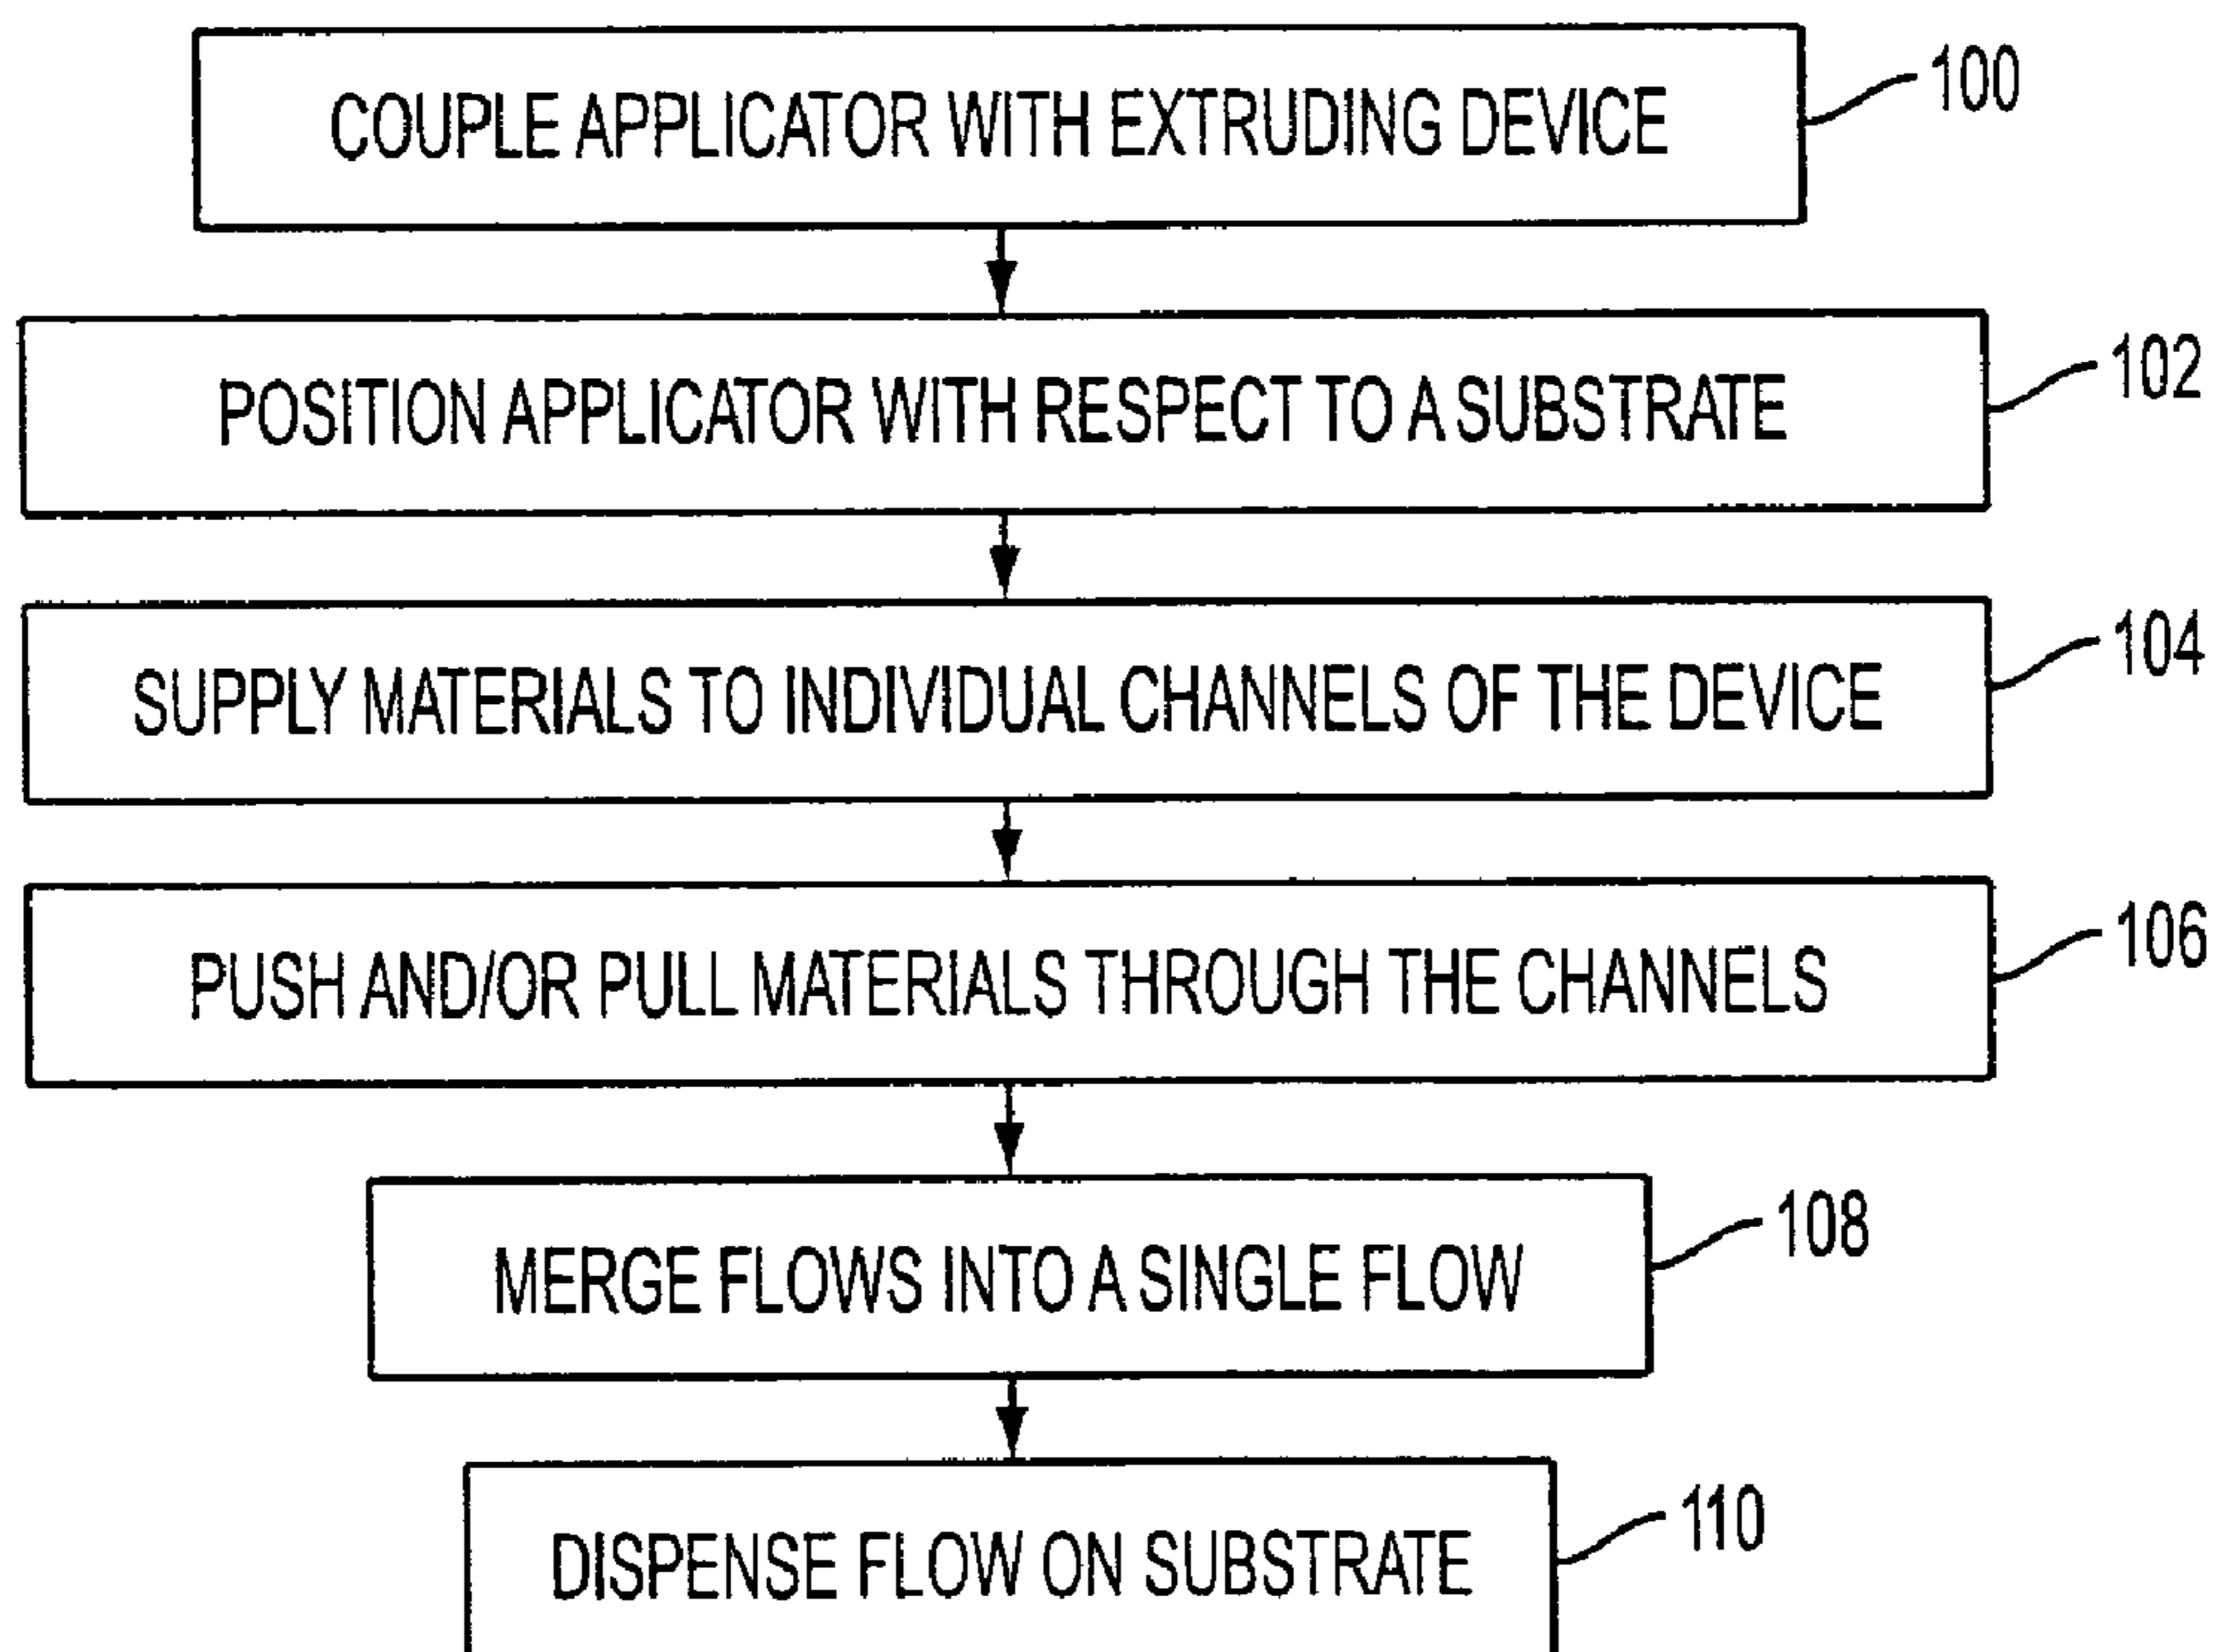 COUPLE APPLICATOR WITH EXTRUDING DEVICE
100
POSITION APPLICATOR WITH RESPECT TO A SUBSTRATE
102
SUPPLY MATERIALS TO INDIVIDUAL CHANNELS OF THE DEVICE
104
PUSH AND/OR PULL MATERIALS THROUGH THE CHANNELS
106
MERGE FLOWS INTO A SINGLE FLOW
108
DISPENSE FLOW ON SUBSTRATE
110